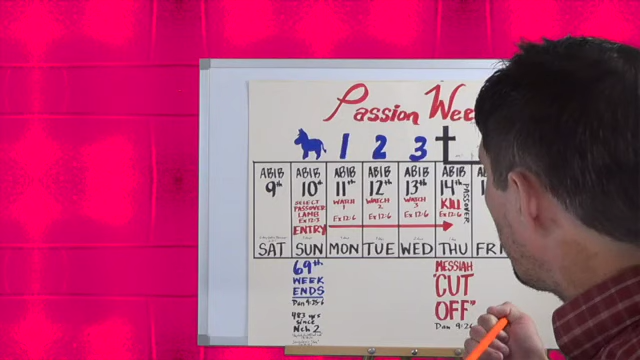 Passion Wee
1 2 3
ABIB ABIB ABIB ABIB ABIB ABIB
9th 10th 11th 12th 13th 14th 1
SELECT PASSOVER LAMB EX 12:3 ENTRY
WATCH 1 EX 12:6
WATCH 2 EX 12:6
WATCH 3 EX 12:6
KILL EX 12:6
PASSOVER
SAT SUN MON TUE WED THU FRI
69th
WEEK
ENDS
Dan 9:25-6
483 yrs
since
Neh 2
MESSIAH
"CUT
OFF"
Dan 9:26